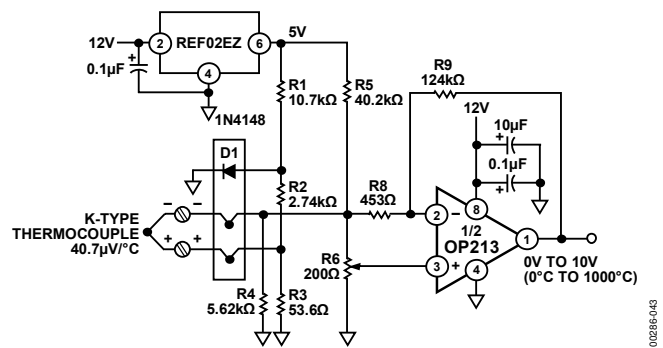 12V
2
REF02EZ
6
5V
+
0.1µF
4
1N4148
R1
10.7kΩ
R5
40.2kΩ
R9
124kΩ
12V
10µF
+
0.1µF
+
D1
R2
2.74kΩ
R8
453Ω
K-TYPE
THERMOCOUPLE
40.7µV/°C
– –
+ +
2
–
8
1/2
OP213
1
3
+
4
R6
200Ω
0V TO 10V
(0°C TO 1000°C)
R4
5.62kΩ
R3
53.6Ω
00286-043